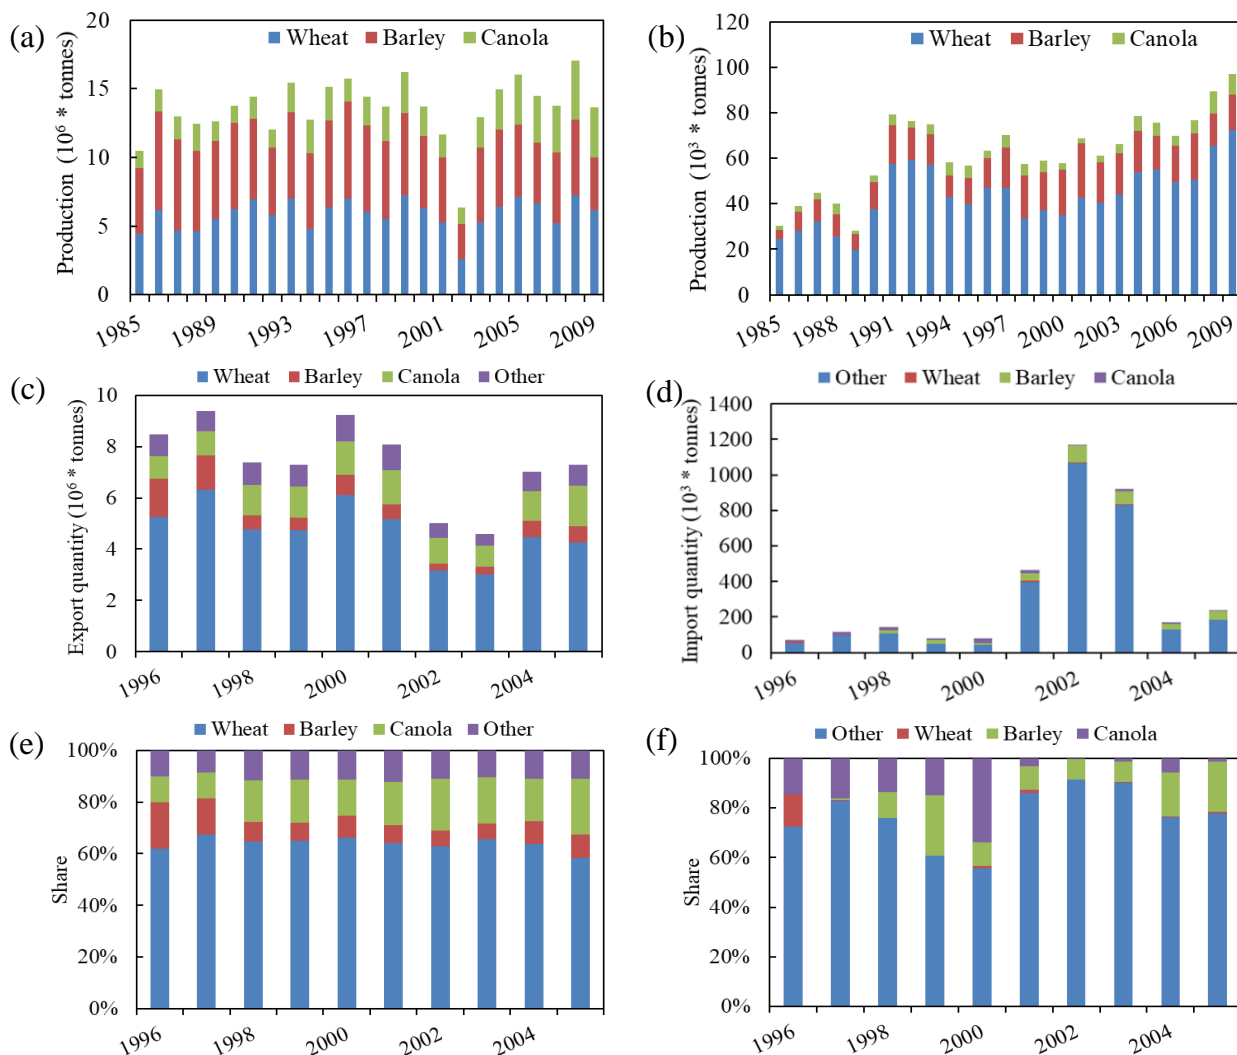 (a)
Wheat Barley Canola
Production (10⁶ * tonnes)
20
15
10
5
0
1985 1989 1993 1997 2001 2005 2009
(b)
Wheat Barley Canola
Production (10³ * tonnes)
120
100
80
60
40
20
0
1985 1988 1991 1994 1997 2000 2003 2006 2009
(c)
Wheat Barley Canola Other
Export quantity (10⁶ * tonnes)
10
8
6
4
2
0
1996 1998 2000 2002 2004
(d)
Other Wheat Barley Canola
Import quantity (10³ * tonnes)
1400
1200
1000
800
600
400
200
0
1996 1998 2000 2002 2004
(e)
Wheat Barley Canola Other
Share
100%
80%
60%
40%
20%
0%
1996 1998 2000 2002 2004
(f)
Other Wheat Barley Canola
Share
100%
80%
60%
40%
20%
0%
1996 1998 2000 2002 2004